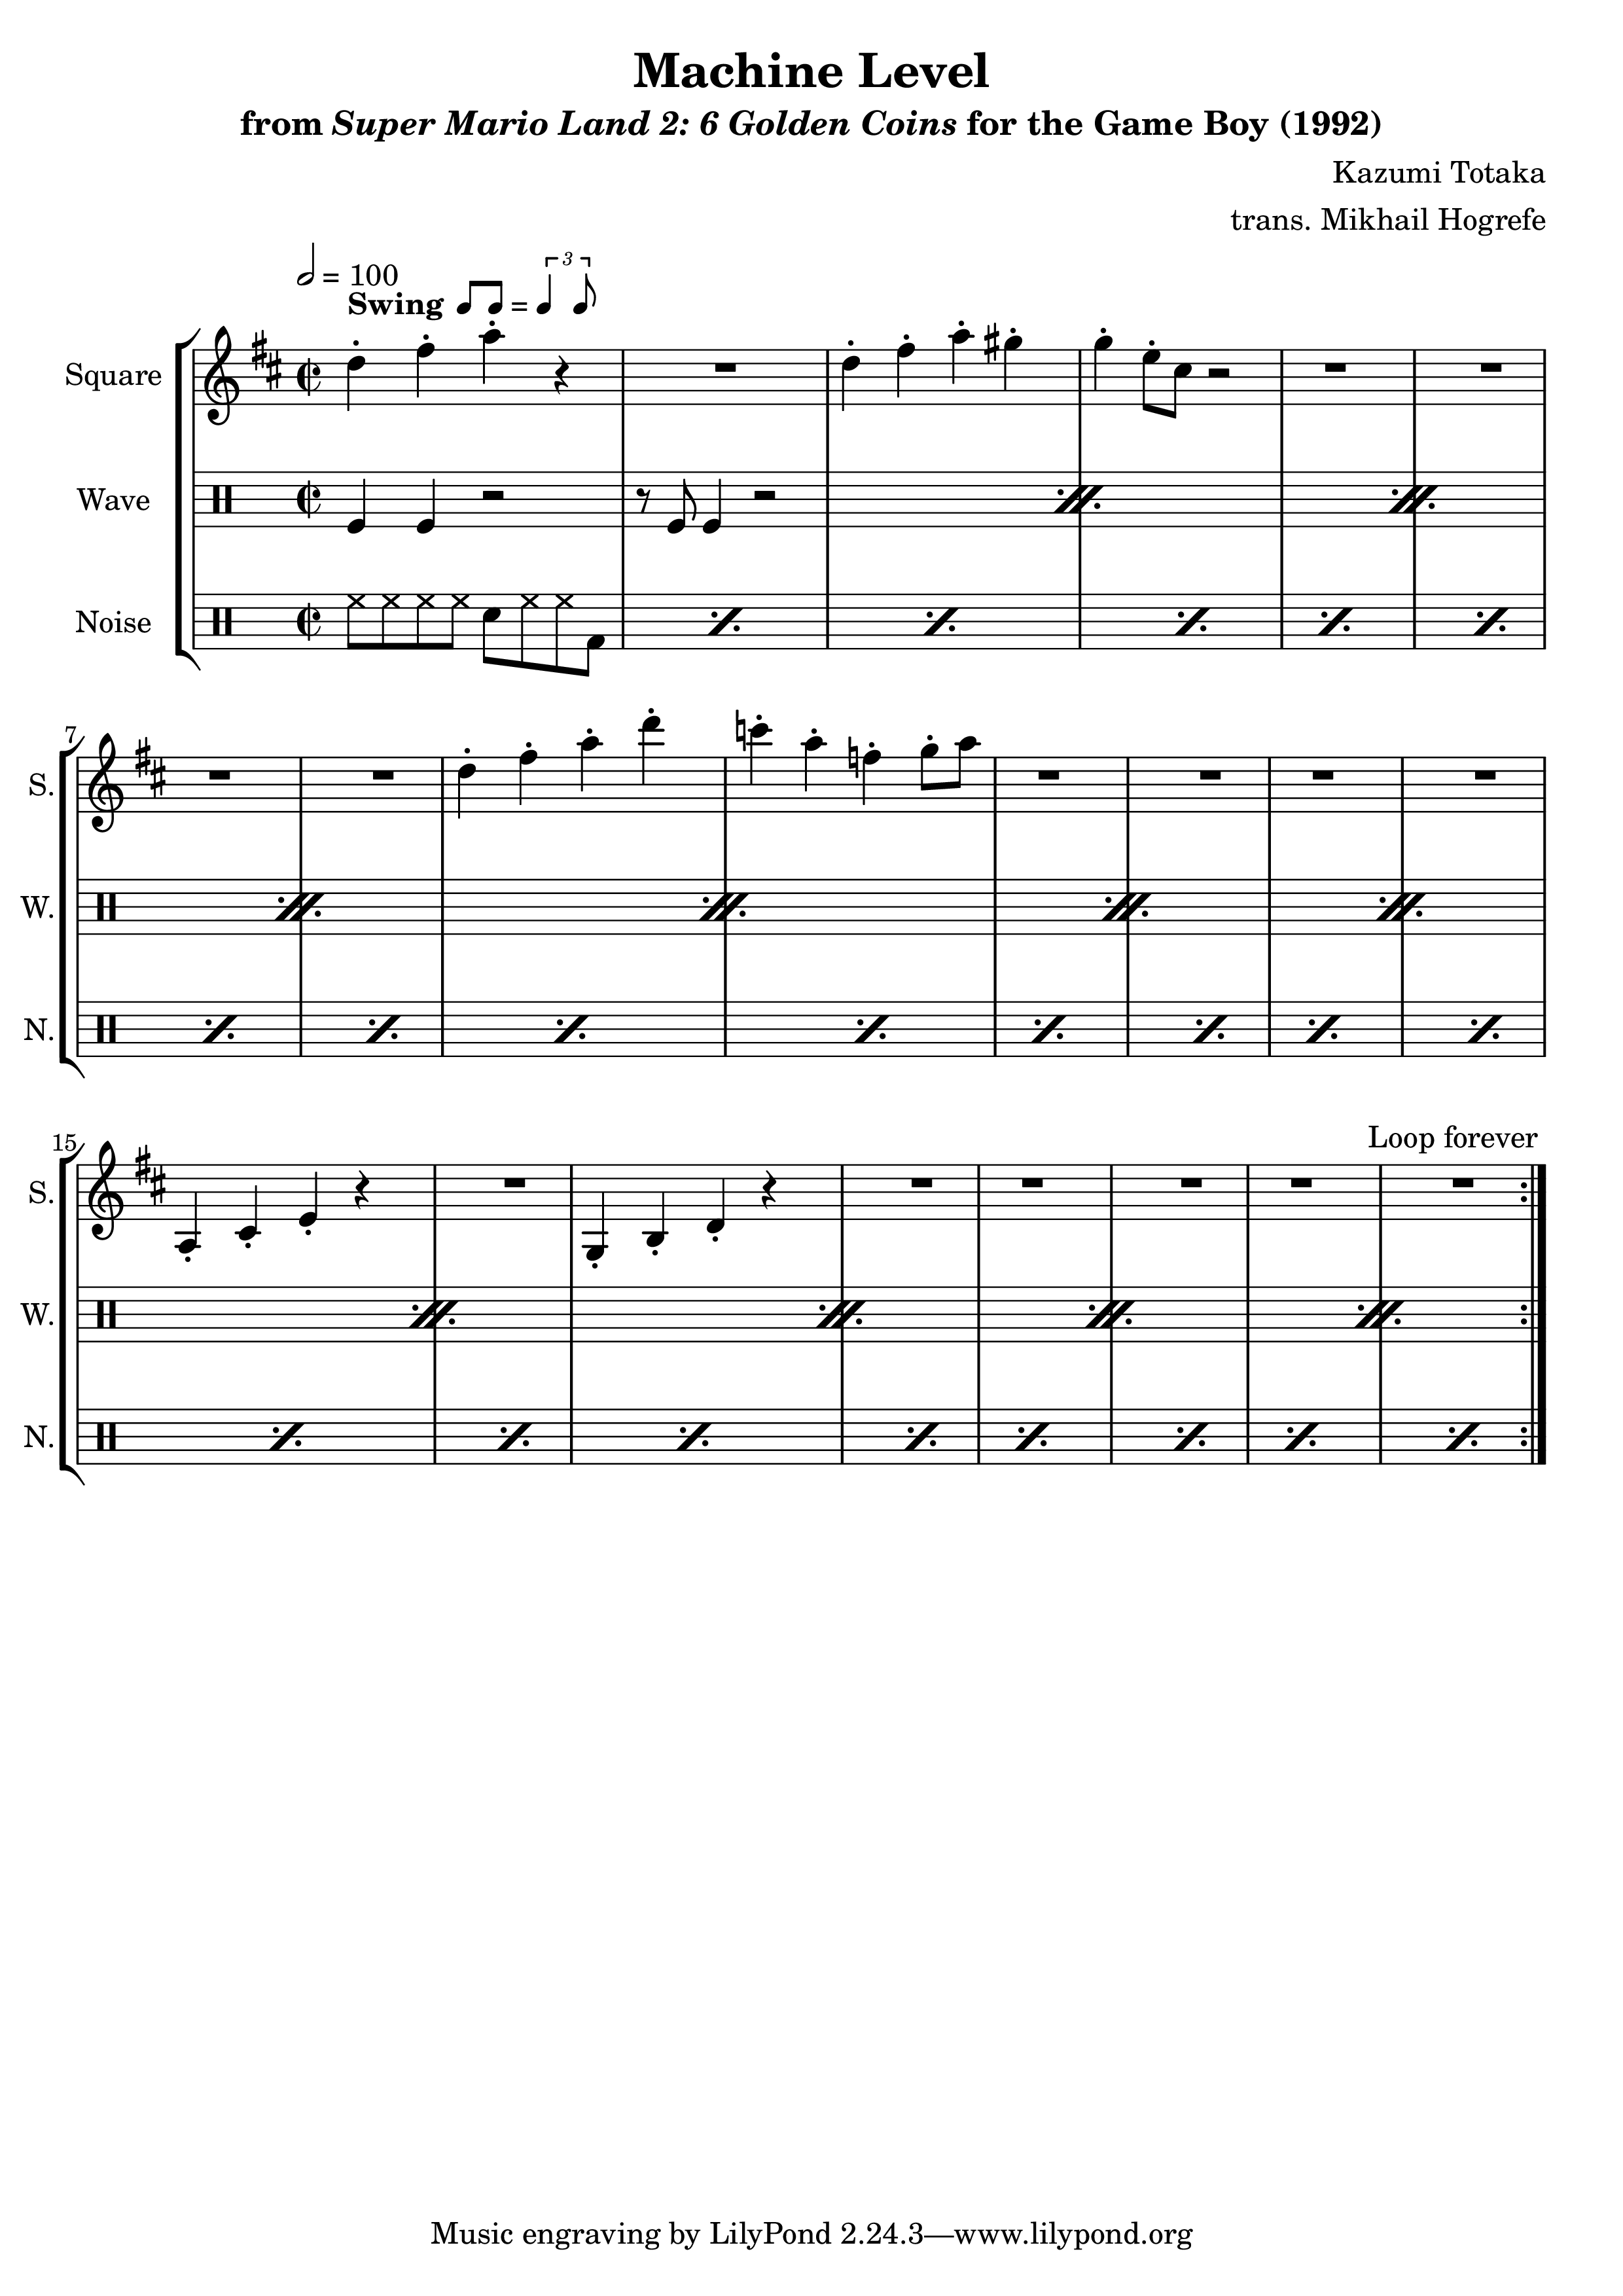 Machine Level
from Super Mario Land 2: 6 Golden Coins for the Game Boy (1992)
Kazumi Totaka
trans. Mikhail Hogrefe
= 100
Swing = 3
Square
Wave
Noise
7
S.
W.
N.
15
Loop forever
S.
W.
N.
Music engraving by LilyPond 2.24.3—www.lilypond.org